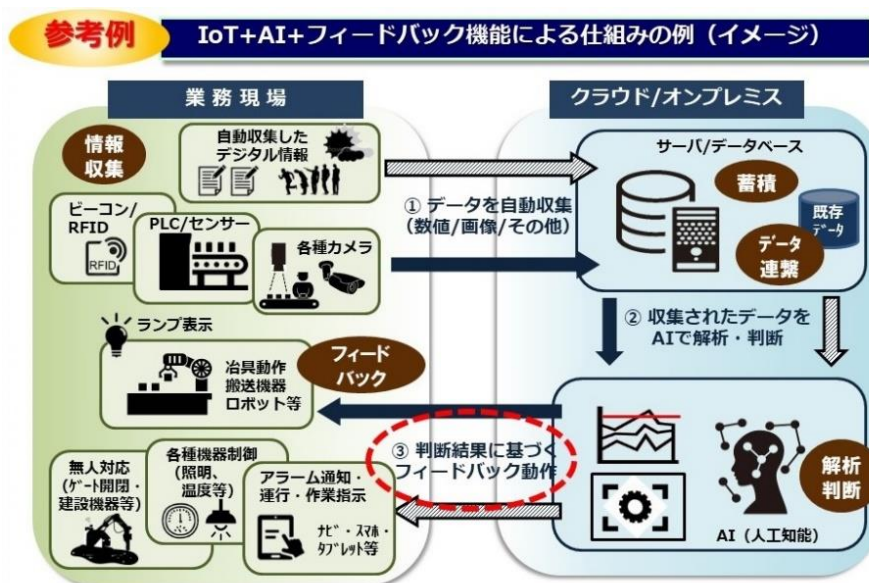 参考例
IoT+AI+フィードバック機能による仕組みの例（イメージ）
業務現場
クラウド/オンプレミス
情報
収集
自動収集した
デジタル情報
ビーコン/
RFID
RFID
PLC/センサー
各種カメラ
① データを自動収集
（数値/画像/その他）
サーバ/データベース
蓄積
既存
ﾃﾞｰﾀ
データ
連繋
② 収集されたデータを
AIで解析・判断
ランプ表示
冶具動作
搬送機器
ロボット等
フィード
バック
③ 判断結果に基づく
フィードバック動作
無人対応
(ｹﾞｰﾄ開閉・
建設機器等)
各種機器制御
(照明、
温度等)
アラーム通知・
運行・作業指示
ﾅﾋﾞ・ｽﾏﾎ・
ﾀﾌﾞﾚｯﾄ等
解析
判断
AI（人工知能）